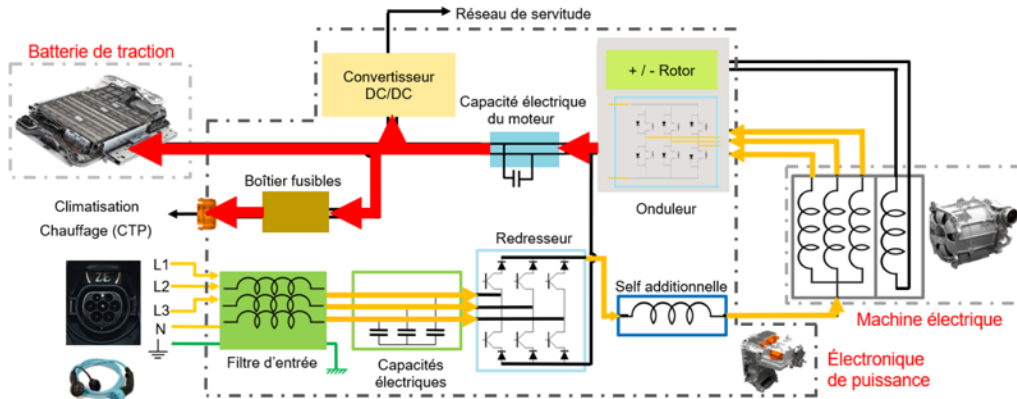 Réseau de servitude
Batterie de traction
Convertisseur
DC/DC
+ / - Rotor
Capacité électrique
du moteur
Boîtier fusibles
Climatisation
Chauffage (CTP)
Onduleur
Redresseur
ZE
L1
L2
L3
N
Self additionnelle
Machine électrique
Filtre d'entrée
Capacités
électriques
Électronique
de puissance